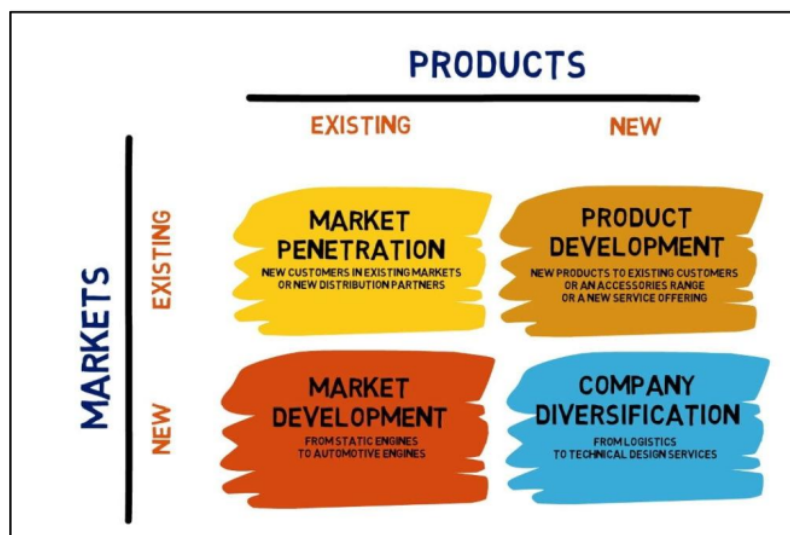 PRODUCTS
EXISTING
NEW
MARKETS
EXISTING
NEW
MARKET
PENETRATION
NEW CUSTOMERS IN EXISTING MARKETS
OR NEW DISTRIBUTION PARTNERS
PRODUCT
DEVELOPMENT
NEW PRODUCTS TO EXISTING CUSTOMERS
OR AN ACCESSORIES RANGE
OR A NEW SERVICE OFFERING
MARKET
DEVELOPMENT
FROM STATIC ENGINES
TO AUTOMOTIVE ENGINES
COMPANY
DIVERSIFICATION
FROM LOGISTICS
TO TECHNICAL DESIGN SERVICES